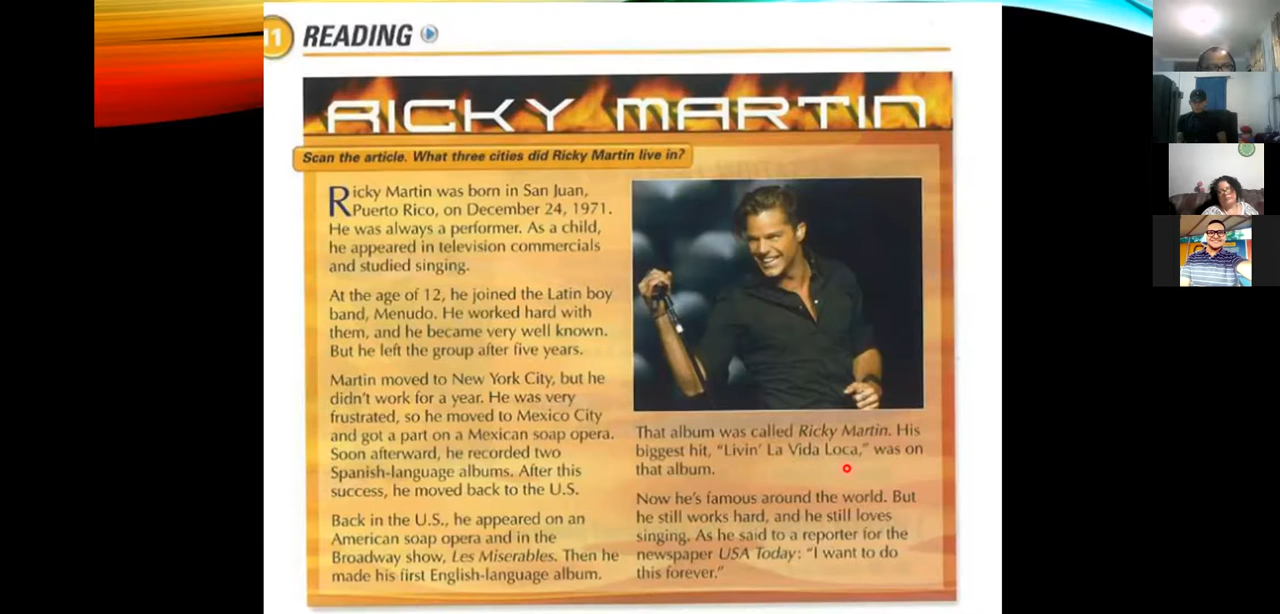 11 READING
RICKY MARTIN
Scan the article. What three cities did Ricky Martin live in?
Ricky Martin was born in San Juan,
Puerto Rico, on December 24, 1971.
He was always a performer. As a child,
he appeared in television commercials
and studied singing.
At the age of 12, he joined the Latin boy
band, Menudo. He worked hard with
them, and he became very well known.
But he left the group after five years.
Martin moved to New York City, but he
didn't work for a year. He was very
frustrated, so he moved to Mexico City
and got a part on a Mexican soap opera.
Soon afterward, he recorded two
Spanish-language albums. After this
success, he moved back to the U.S.
Back in the U.S., he appeared on an
American soap opera and in the
Broadway show, Les Miserables. Then he
made his first English-language album.
That album was called Ricky Martin. His
biggest hit, "Livin' La Vida Loca," was on
that album.
Now he's famous around the world. But
he still works hard, and he still loves
singing. As he said to a reporter for the
newspaper USA Today: "I want to do
this forever."